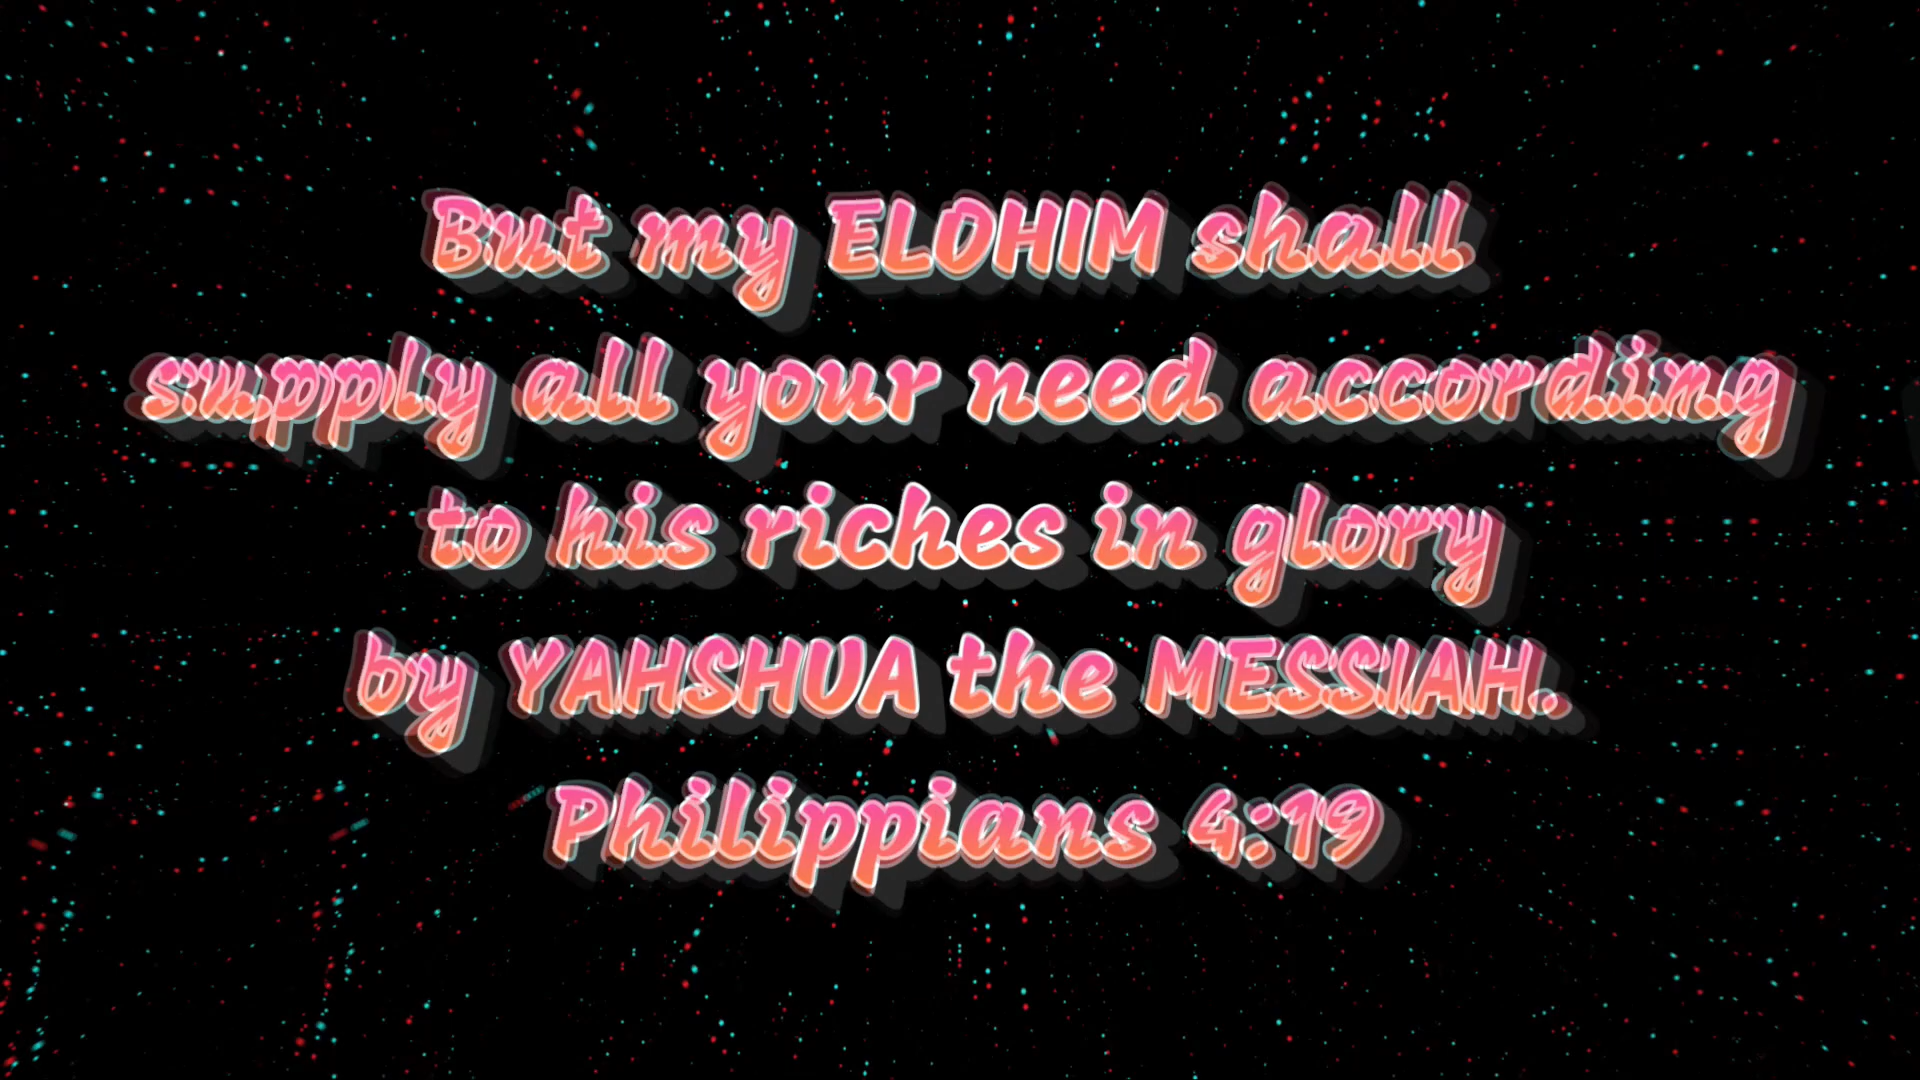 But my ELOHIM shall
supply all your need according
to his riches in glory
by YAHSHUA the MESSIAH.
Philippians 4:19